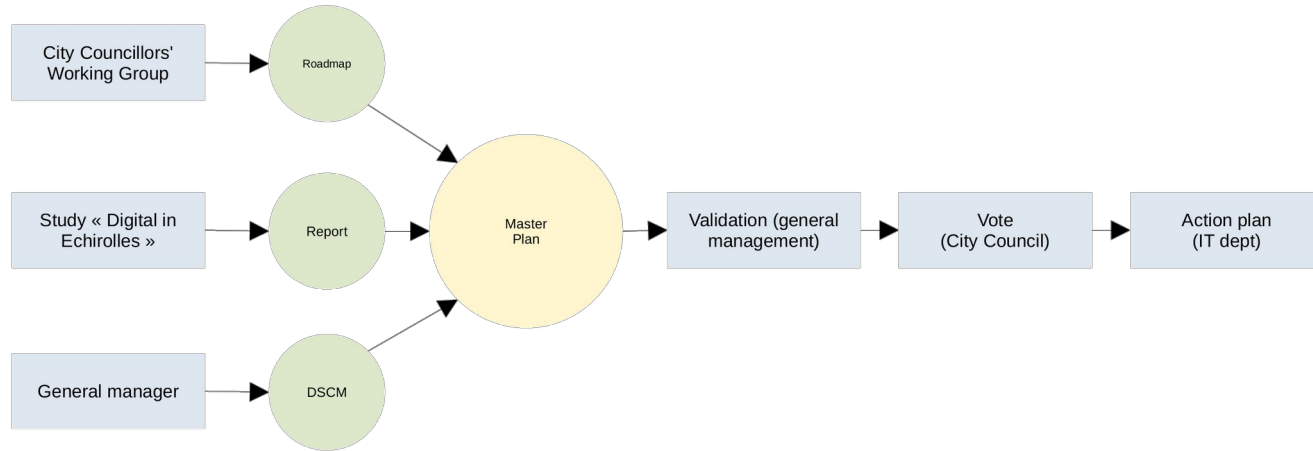 City Councillors'
Working Group
Roadmap
Study « Digital in
Echirolles »
Report
Master
Plan
Validation (general
management)
Vote
(City Council)
Action plan
(IT dept)
General manager
DSCM